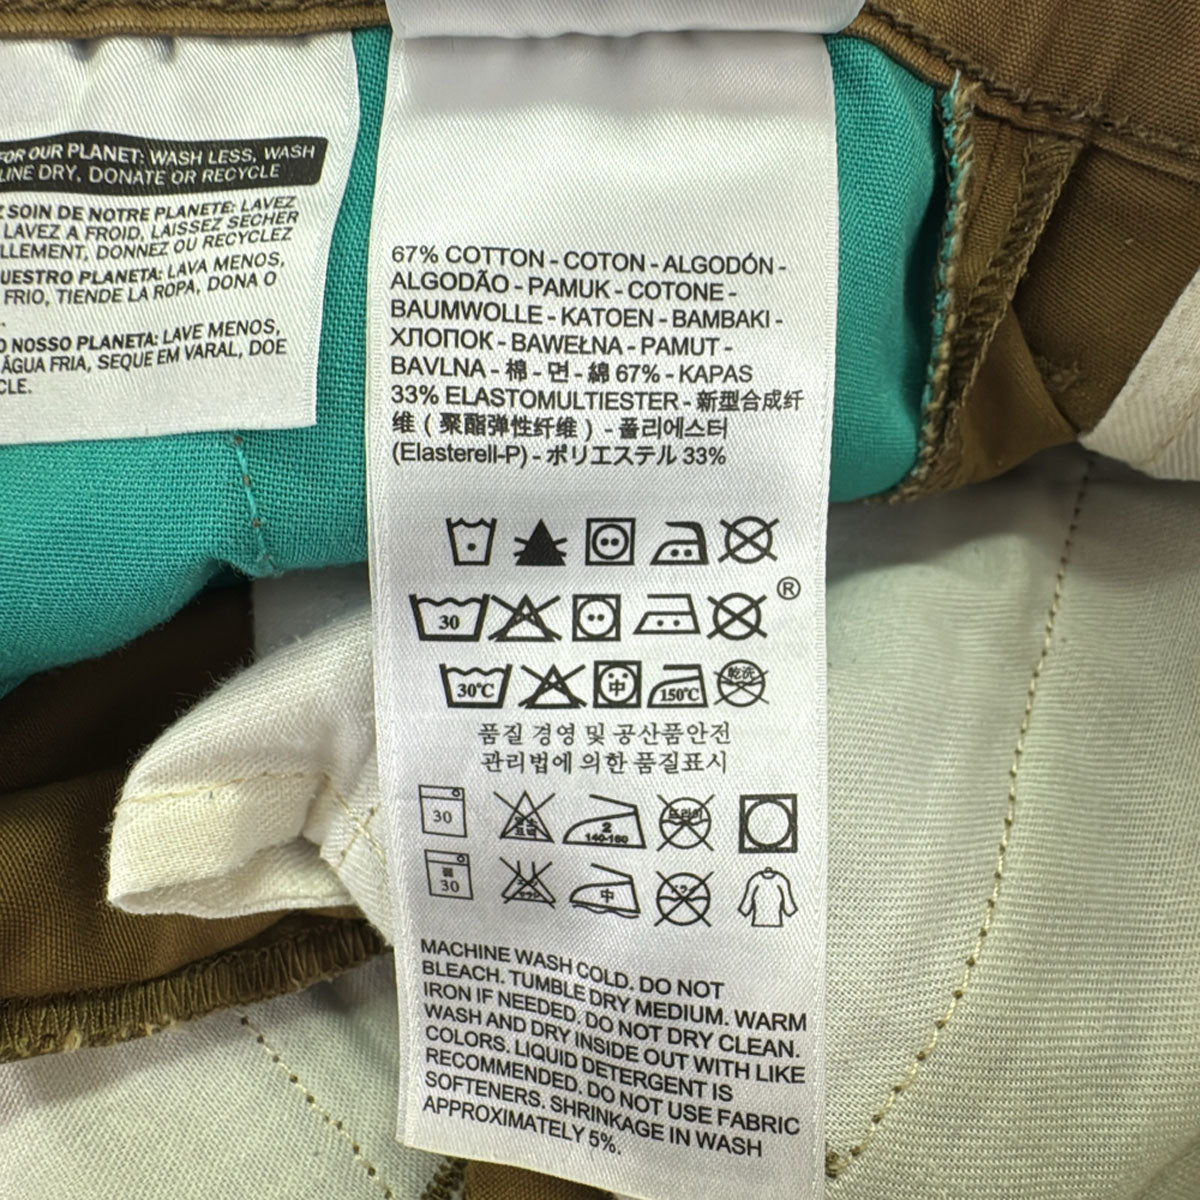 FOR OUR PLANET: WASH LESS, WASH
LINE DRY, DONATE OR RECYCLE
SOIN DE NOTRE PLANETE: LAVEZ
LAVEZ A FROID, LAISSEZ SECHER
LLEMENT, DONNEZ OU RECYCLEZ
UESTRO PLANETA: LAVA MENOS,
FRIO, TIENDE LA ROPA, DONA O
O NOSSO PLANETA: LAVE MENOS,
ÁGUA FRIA, SEQUE EM VARAL, DOE
CLE.
67% COTTON - COTON - ALGODÓN -
ALGODÃO - PAMUK - COTONE -
BAUMWOLLE - KATOEN - BAMBAKI -
ХЛОПОК - BAWEŁNA - PAMUT -
BAVLNA - 棉 - 면 - 綿 67% - KAPAS
33% ELASTOMULTIESTER - 新型合成纤
维 ( 聚酯弹性纤维 ) - 폴리에스터
(Elasterell-P) - ポリエステル 33%
®
30
30℃ 中 150℃ 乾洗
품질 경영 및 공산품안전
관리법에 의한 품질표시
30 2 140-160 드라이
弱 30 中
MACHINE WASH COLD. DO NOT
BLEACH. TUMBLE DRY MEDIUM. WARM
IRON IF NEEDED. DO NOT DRY CLEAN.
WASH AND DRY INSIDE OUT WITH LIKE
COLORS. LIQUID DETERGENT IS
RECOMMENDED. DO NOT USE FABRIC
SOFTENERS. SHRINKAGE IN WASH
APPROXIMATELY 5%.